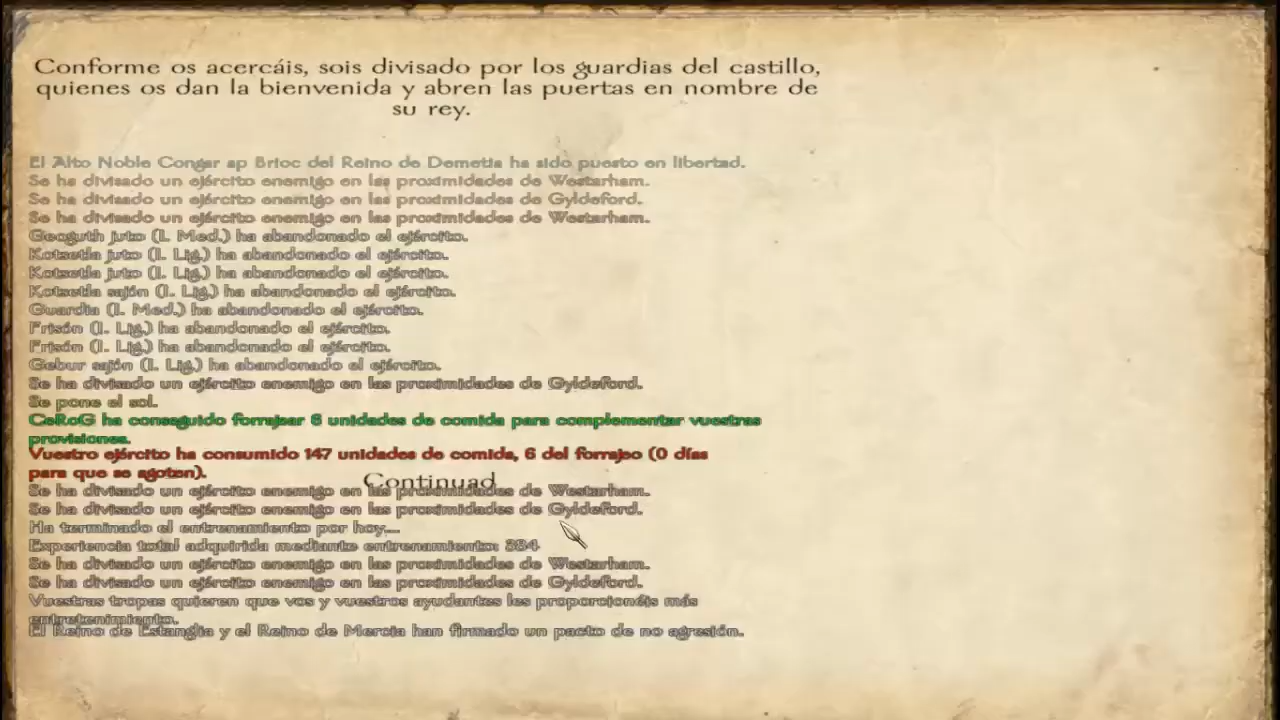 Conforme os acercáis, sois divisado por los guardias del castillo,
quienes os dan la bienvenida y abren las puertas en nombre de
su rey.
El Alto Noble Congar ap Brioc del Reino de Demetia ha sido puesto en libertad.
Se ha divisado un ejército enemigo en las proximidades de Westarham.
Se ha divisado un ejército enemigo en las proximidades de Gyldeford.
Se ha divisado un ejército enemigo en las proximidades de Westarham.
Geoguth juto (I. Med.) ha abandonado el ejército.
Kotsetla juto (I. Lig.) ha abandonado el ejército.
Kotsetla juto (I. Lig.) ha abandonado el ejército.
Kotsetla sajón (I. Lig.) ha abandonado el ejército.
Guardia (I. Med.) ha abandonado el ejército.
Frisón (I. Lig.) ha abandonado el ejército.
Frisón (I. Lig.) ha abandonado el ejército.
Gebur sajón (I. Lig.) ha abandonado el ejército.
Se ha divisado un ejército enemigo en las proximidades de Gyldeford.
Se pone el sol.
CeRoG ha conseguido forrajear 6 unidades de comida para complementar vuestras
provisiones.
Vuestro ejército ha consumido 147 unidades de comida, 6 del forrajeo (0 días
para que se agoten).
Continuad
Se ha divisado un ejército enemigo en las proximidades de Westarham.
Se ha divisado un ejército enemigo en las proximidades de Gyldeford.
Ha terminado el entrenamiento por hoy...
Experiencia total adquirida mediante entrenamiento: 384
Se ha divisado un ejército enemigo en las proximidades de Westarham.
Se ha divisado un ejército enemigo en las proximidades de Gyldeford.
Vuestras tropas quieren que vos y vuestros ayudantes les proporcionéis más
entretenimiento.
El Reino de Estanglia y el Reino de Mercia han firmado un pacto de no agresión.